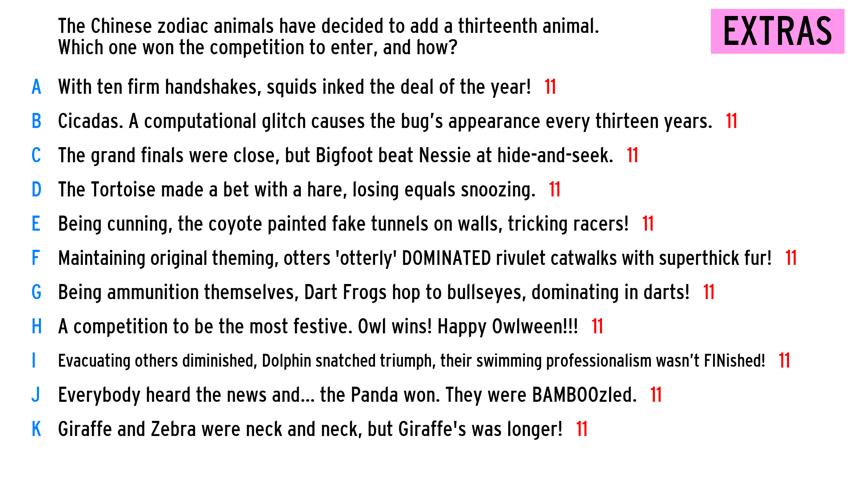 The Chinese zodiac animals have decided to add a thirteenth animal.
Which one won the competition to enter, and how?
EXTRAS
A With ten firm handshakes, squids inked the deal of the year! 11
B Cicadas. A computational glitch causes the bug's appearance every thirteen years. 11
C The grand finals were close, but Bigfoot beat Nessie at hide-and-seek. 11
D The Tortoise made a bet with a hare, losing equals snoozing. 11
E Being cunning, the coyote painted fake tunnels on walls, tricking racers! 11
F Maintaining original theming, otters 'otterly' DOMINATED rivulet catwalks with superthick fur! 11
G Being ammunition themselves, Dart Frogs hop to bullseyes, dominating in darts! 11
H A competition to be the most festive. Owl wins! Happy Owlween!!! 11
I Evacuating others diminished, Dolphin snatched triumph, their swimming professionalism wasn't FINished! 11
J Everybody heard the news and... the Panda won. They were BAMBOOzled. 11
K Giraffe and Zebra were neck and neck, but Giraffe's was longer! 11